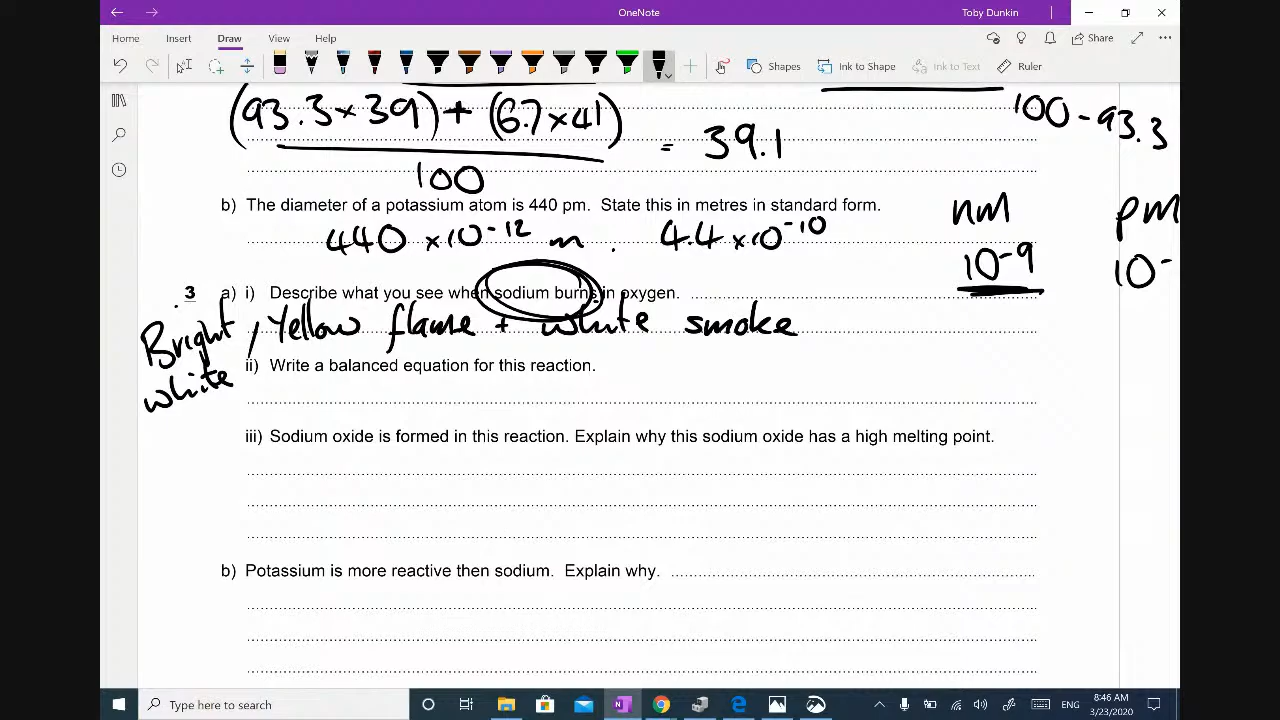 OneNote
Toby Dunkin
Home Insert Draw View Help
Share
Shapes Ink to Shape Ink to Text Ruler
(93.3 × 39) + (6.7 × 41)
100
= 39.1
100 - 93.3
b) The diameter of a potassium atom is 440 pm. State this in metres in standard form.
nm pm
440 × 10⁻¹² m . 4.4 × 10⁻¹⁰
10⁻⁹ 10⁻
3 a) i) Describe what you see when sodium burns in oxygen.
Bright , Yellow flame + white smoke
white
ii) Write a balanced equation for this reaction.
iii) Sodium oxide is formed in this reaction. Explain why this sodium oxide has a high melting point.
b) Potassium is more reactive then sodium. Explain why.
Type here to search
ENG
8:46 AM
3/23/2020